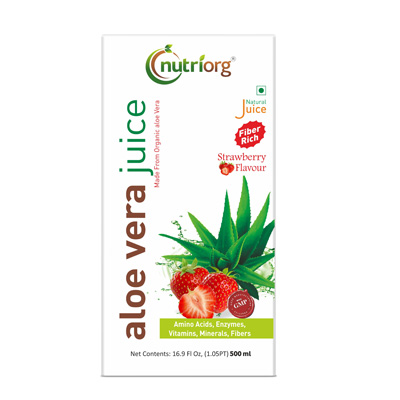 nutriorg®
Natural
Juice
Fiber
Rich
Strawberry
Flavour
aloe vera juice
Made From Organic aloe Vera
GMP
Amino Acids, Enzymes,
Vitamins, Minerals, Fibers
Net Contents: 16.9 Fl Oz, (1.05PT) 500 ml